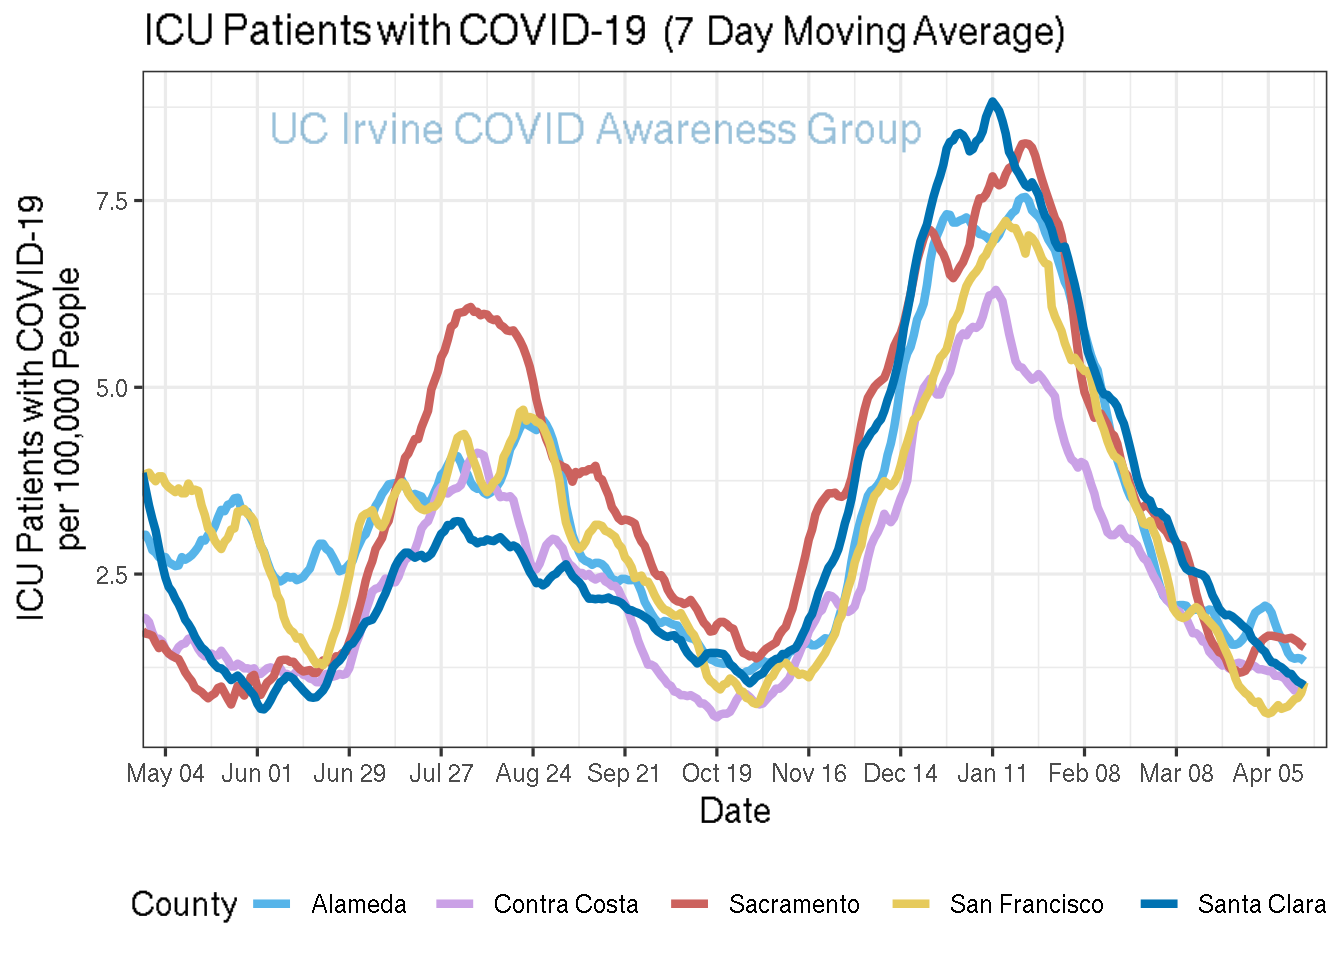 ICU Patients with COVID-19 (7 Day Moving Average)
UC Irvine COVID Awareness Group
ICU Patients with COVID-19
per 100,000 People
7.5
5.0
2.5
May 04 Jun 01 Jun 29 Jul 27 Aug 24 Sep 21 Oct 19 Nov 16 Dec 14 Jan 11 Feb 08 Mar 08 Apr 05
Date
County Alameda Contra Costa Sacramento San Francisco Santa Clara